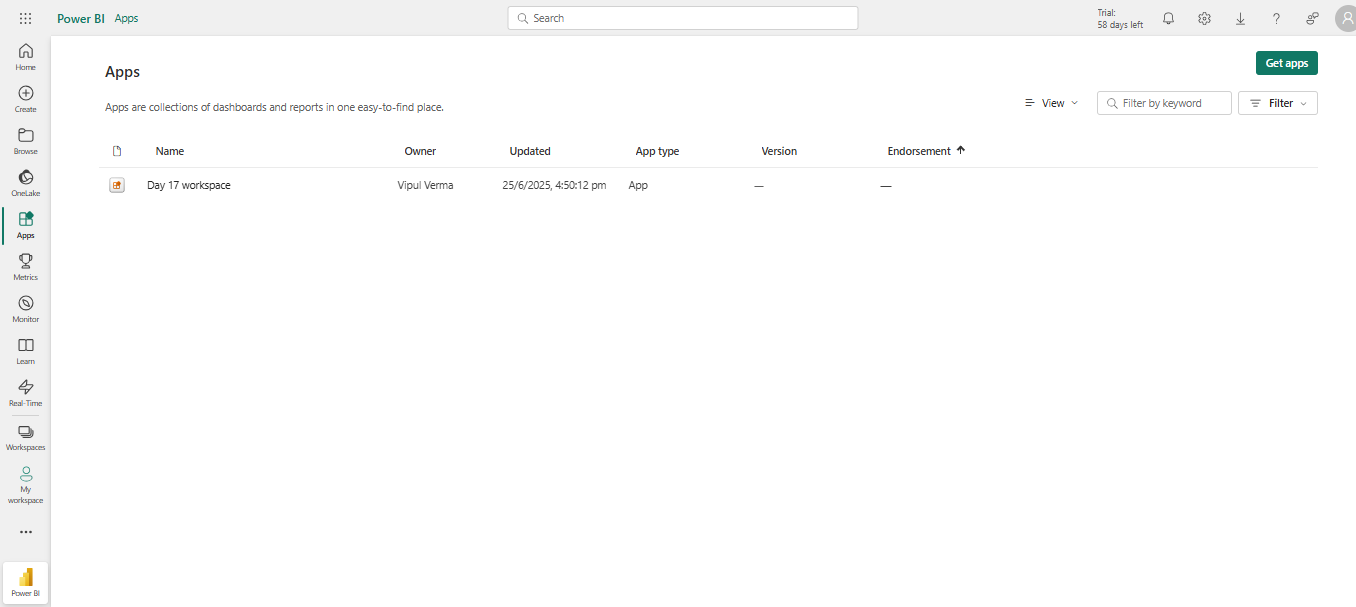 Power BI Apps
Search
Trial:
58 days left
Home
Create
Browse
OneLake
Apps
Metrics
Monitor
Learn
Real-Time
Workspaces
My
workspace
Power BI
Apps
Get apps
Apps are collections of dashboards and reports in one easy-to-find place.
View
Filter by keyword
Filter
Name Owner Updated App type Version Endorsement
Day 17 workspace Vipul Verma 25/6/2025, 4:50:12 pm App — —